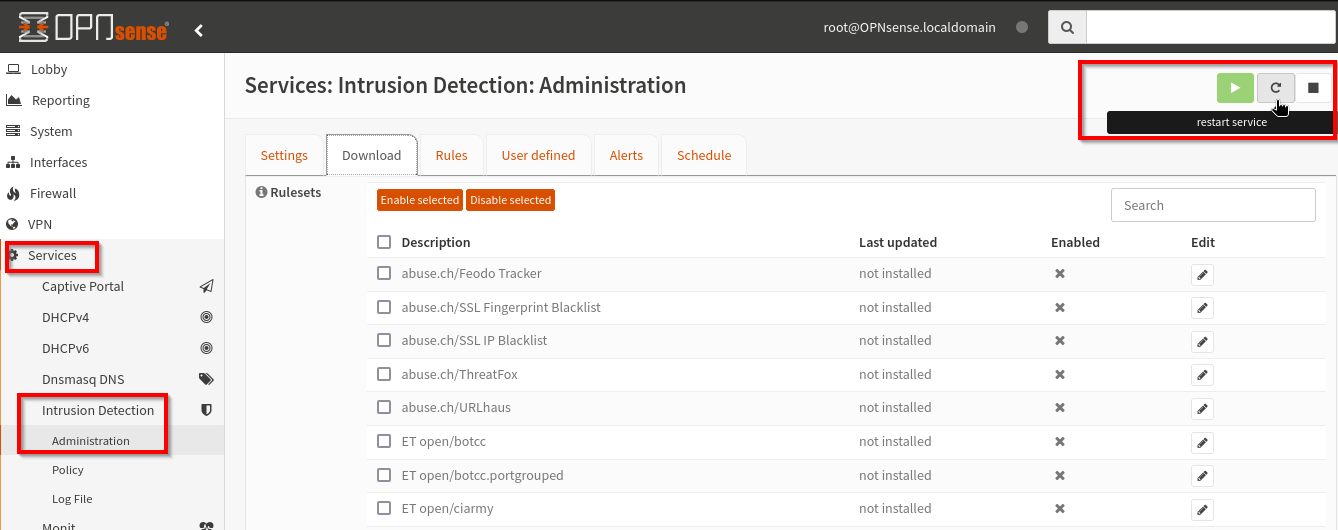 OPNsense
root@OPNsense.localdomain
Lobby
Reporting
System
Interfaces
Firewall
VPN
Services
Captive Portal
DHCPv4
DHCPv6
Dnsmasq DNS
Intrusion Detection
Administration
Policy
Log File
Monit
Services: Intrusion Detection: Administration
restart service
Settings Download Rules User defined Alerts Schedule
Rulesets
Enable selected Disable selected Search
Description Last updated Enabled Edit
abuse.ch/Feodo Tracker not installed
abuse.ch/SSL Fingerprint Blacklist not installed
abuse.ch/SSL IP Blacklist not installed
abuse.ch/ThreatFox not installed
abuse.ch/URLhaus not installed
ET open/botcc not installed
ET open/botcc.portgrouped not installed
ET open/ciarmy not installed